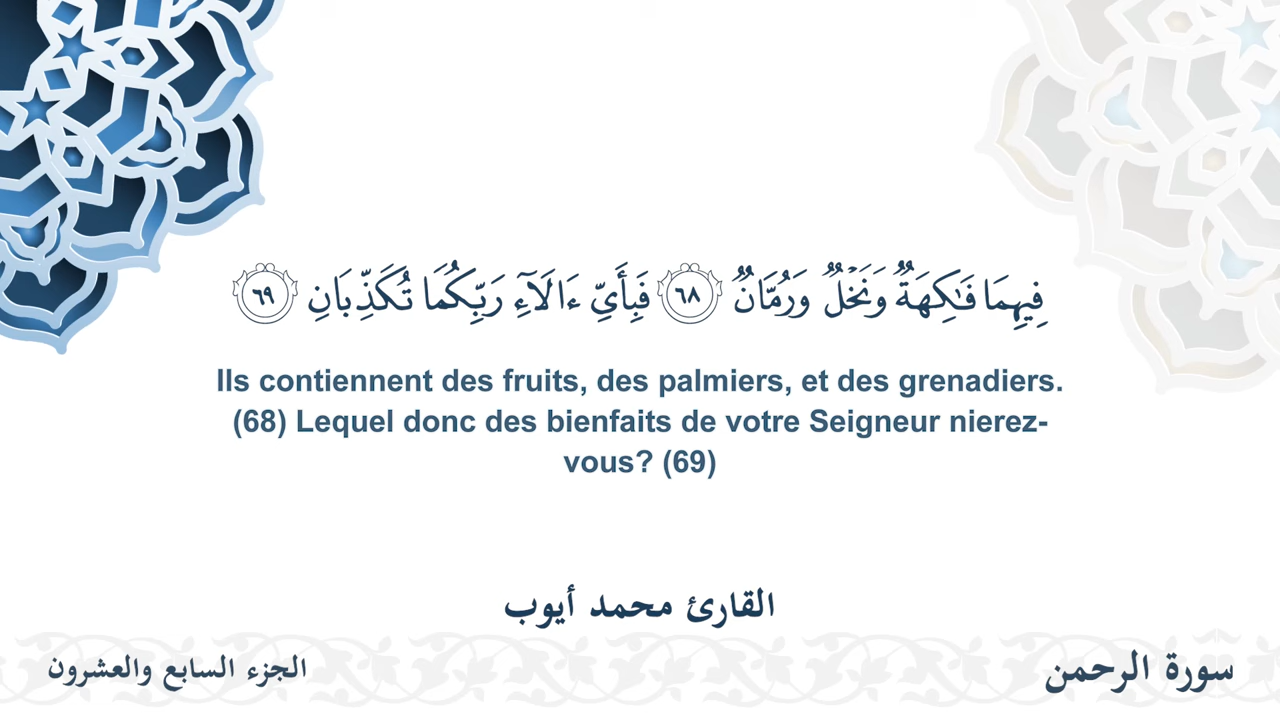 فِيهِمَا فَـٰكِهَةٌ وَنَخْلٌ وَرُمَّانٌ ٦٨ فَبِأَىِّ ءَالَآءِ رَبِّكُمَا تُكَذِّبَانِ ٦٩
Ils contiennent des fruits, des palmiers, et des grenadiers.
(68) Lequel donc des bienfaits de votre Seigneur nierez-
vous? (69)
القارئ محمد أيوب
سورة الرحمن
الجزء السابع والعشرون